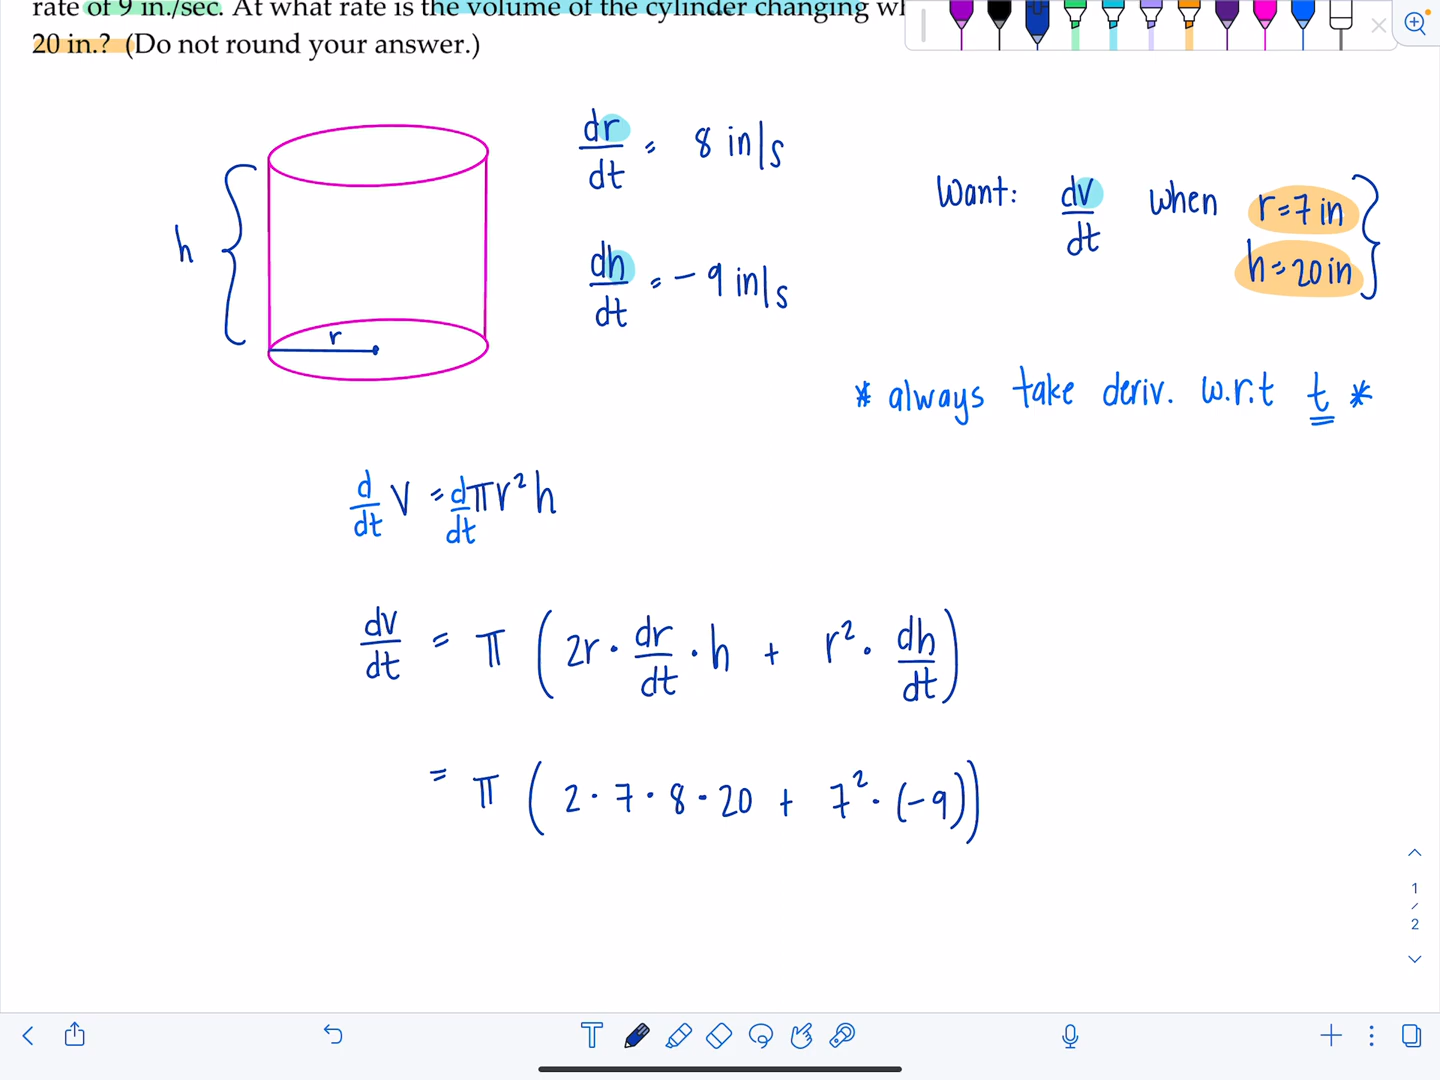 rate of 9 in./sec. At what rate is the volume of the cylinder changing w
20 in.? (Do not round your answer.)
dr/dt = 8 in/s
Want: dv/dt when r=7 in
h=20 in
h
dh/dt = -9 in/s
r
* always take deriv. w.r.t t *
d/dt V = d/dt πr²h
dv/dt = π (2r · dr/dt · h + r² · dh/dt)
= π (2 · 7 · 8 · 20 + 7² · (-9))
1
/
2
T